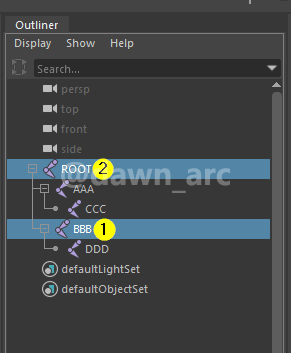 Outliner
Display Show Help
Search...
persp
top
front
side
ROOT 2
@dawn_arc
AAA
CCC
BBB 1
DDD
defaultLightSet
defaultObjectSet